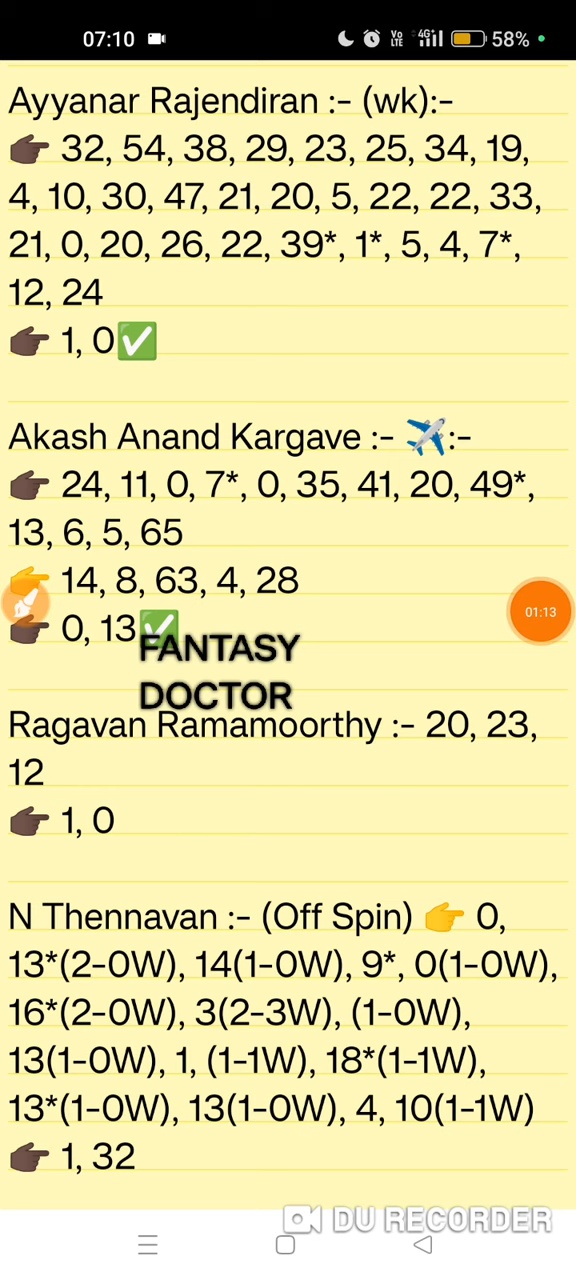 07:10 Vo LTE 4G+ 58%
Ayyanar Rajendiran :- (wk):-
👉🏿 32, 54, 38, 29, 23, 25, 34, 19,
4, 10, 30, 47, 21, 20, 5, 22, 22, 33,
21, 0, 20, 26, 22, 39*, 1*, 5, 4, 7*,
12, 24
👉🏿 1, 0✅
Akash Anand Kargave :- ✈️:-
👉🏿 24, 11, 0, 7*, 0, 35, 41, 20, 49*,
13, 6, 5, 65
👉 14, 8, 63, 4, 28
01:13
👉🏿 0, 13✅
FANTASY
DOCTOR
Ragavan Ramamoorthy :- 20, 23,
12
👉🏿 1, 0
N Thennavan :- (Off Spin) 👉 0,
13*(2-0W), 14(1-0W), 9*, 0(1-0W),
16*(2-0W), 3(2-3W), (1-0W),
13(1-0W), 1, (1-1W), 18*(1-1W),
13*(1-0W), 13(1-0W), 4, 10(1-1W)
👉🏿 1, 32
DU RECORDER